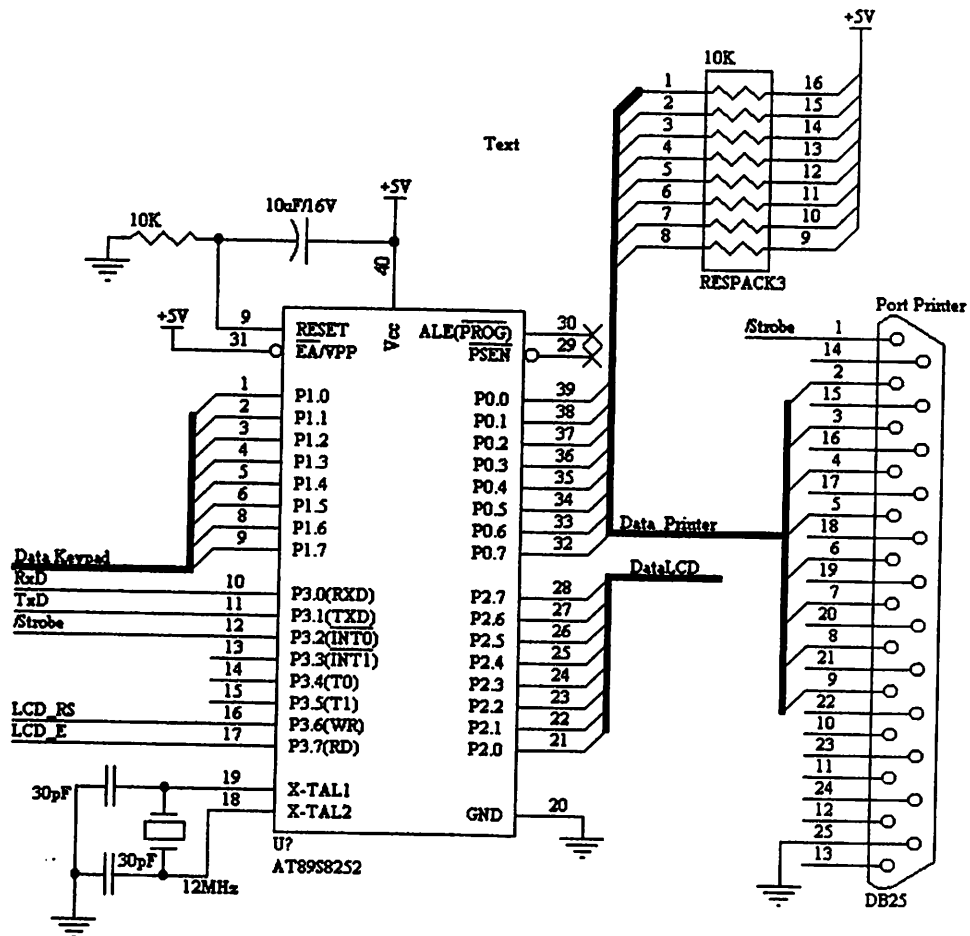 +5V
10K
1 16
2 15
3 14
4 13
5 12
6 11
7 10
8 9
RESPACK3
Text
+5V
10uF/16V
10K
40
+5V
9 RESET
31 EA/VPP
Vcc
ALE(PROG) 30
PSEN 29
1 P1.0
2 P1.1
3 P1.2
4 P1.3
5 P1.4
6 P1.5
8 P1.6
9 P1.7
P0.0 39
P0.1 38
P0.2 37
P0.3 36
P0.4 35
P0.5 34
P0.6 33
P0.7 32
Data Keypad
RxD 10 P3.0(RXD)
TxD 11 P3.1(TXD)
/Strobe 12 P3.2(INT0)
13 P3.3(INT1)
14 P3.4(T0)
15 P3.5(T1)
LCD_RS 16 P3.6(WR)
LCD_E 17 P3.7(RD)
Data Printer
DataLCD
P2.7 28
P2.6 27
P2.5 26
P2.4 25
P2.3 24
P2.2 23
P2.1 22
P2.0 21
19 X-TAL1
18 X-TAL2
GND 20
30pF
30pF
12MHz
U?
AT89S8252
Port Printer
/Strobe 1
14
2
15
3
16
4
17
5
18
6
19
7
20
8
21
9
22
10
23
11
24
12
25
13
DB25